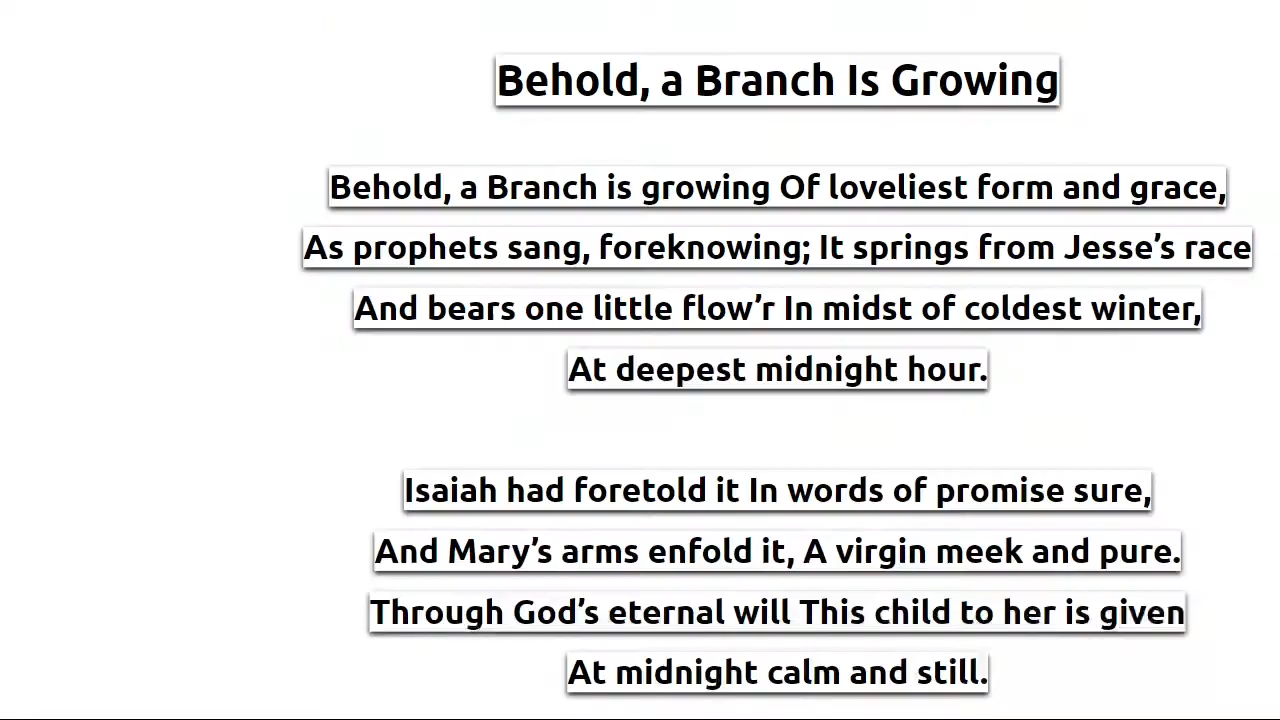 Behold, a Branch Is Growing
Behold, a Branch is growing Of loveliest form and grace,
As prophets sang, foreknowing; It springs from Jesse’s race
And bears one little flow’r In midst of coldest winter,
At deepest midnight hour.
Isaiah had foretold it In words of promise sure,
And Mary’s arms enfold it, A virgin meek and pure.
Through God’s eternal will This child to her is given
At midnight calm and still.